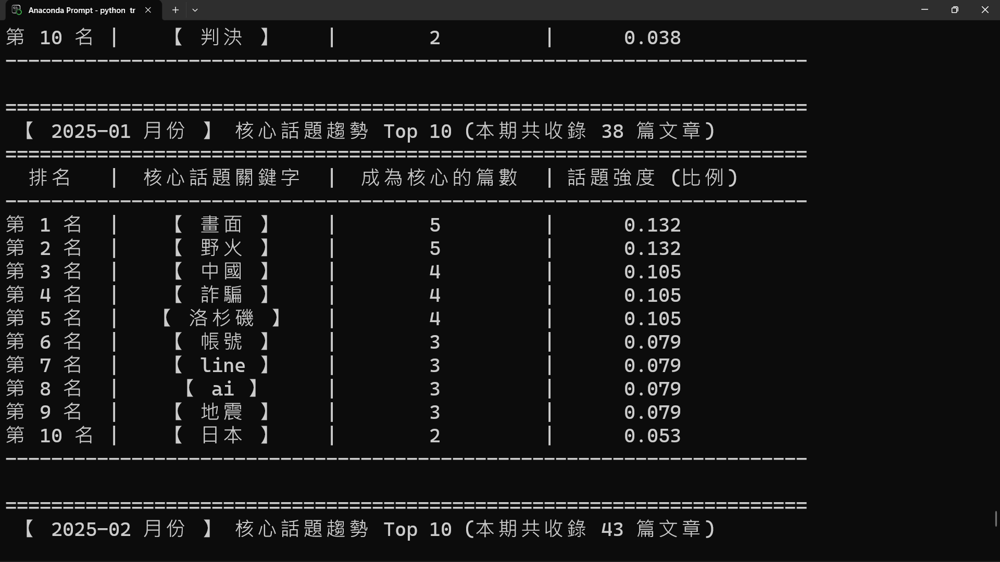 Anaconda Prompt - python tr
第 10 名 | 【 判決 】 | 2 | 0.038
----------------------------------------------------------------------
======================================================================
【 2025-01 月份 】 核心話題趨勢 Top 10 (本期共收錄 38 篇文章)
======================================================================
排名 | 核心話題關鍵字 | 成為核心的篇數 | 話題強度 (比例)
----------------------------------------------------------------------
第 1 名 | 【 畫面 】 | 5 | 0.132
第 2 名 | 【 野火 】 | 5 | 0.132
第 3 名 | 【 中國 】 | 4 | 0.105
第 4 名 | 【 詐騙 】 | 4 | 0.105
第 5 名 | 【 洛杉磯 】 | 4 | 0.105
第 6 名 | 【 帳號 】 | 3 | 0.079
第 7 名 | 【 line 】 | 3 | 0.079
第 8 名 | 【 ai 】 | 3 | 0.079
第 9 名 | 【 地震 】 | 3 | 0.079
第 10 名 | 【 日本 】 | 2 | 0.053
----------------------------------------------------------------------
======================================================================
【 2025-02 月份 】 核心話題趨勢 Top 10 (本期共收錄 43 篇文章)